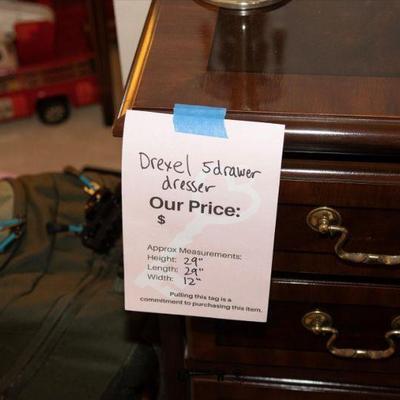 Drexel 5drawer
dresser
Our Price:
$
Approx Measurements:
Height: 29"
Length: 29"
Width: 12"
Pulling this tag is a
commitment to purchasing this item.